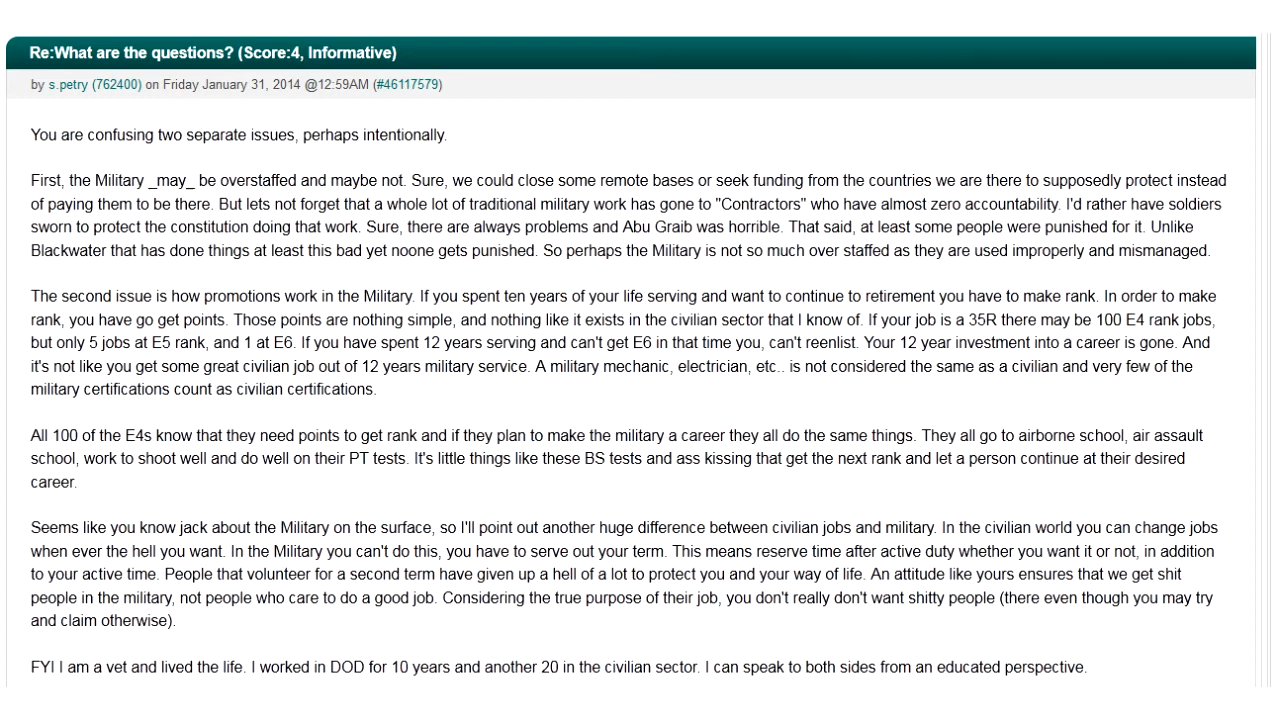 Re:What are the questions? (Score:4, Informative)
by s.petry (762400) on Friday January 31, 2014 @12:59AM (#46117579)
You are confusing two separate issues, perhaps intentionally.
First, the Military _may_ be overstaffed and maybe not. Sure, we could close some remote bases or seek funding from the countries we are there to supposedly protect instead
of paying them to be there. But lets not forget that a whole lot of traditional military work has gone to "Contractors" who have almost zero accountability. I'd rather have soldiers
sworn to protect the constitution doing that work. Sure, there are always problems and Abu Graib was horrible. That said, at least some people were punished for it. Unlike
Blackwater that has done things at least this bad yet noone gets punished. So perhaps the Military is not so much over staffed as they are used improperly and mismanaged.
The second issue is how promotions work in the Military. If you spent ten years of your life serving and want to continue to retirement you have to make rank. In order to make
rank, you have go get points. Those points are nothing simple, and nothing like it exists in the civilian sector that I know of. If your job is a 35R there may be 100 E4 rank jobs,
but only 5 jobs at E5 rank, and 1 at E6. If you have spent 12 years serving and can't get E6 in that time you, can't reenlist. Your 12 year investment into a career is gone. And
it's not like you get some great civilian job out of 12 years military service. A military mechanic, electrician, etc.. is not considered the same as a civilian and very few of the
military certifications count as civilian certifications.
All 100 of the E4s know that they need points to get rank and if they plan to make the military a career they all do the same things. They all go to airborne school, air assault
school, work to shoot well and do well on their PT tests. It's little things like these BS tests and ass kissing that get the next rank and let a person continue at their desired
career.
Seems like you know jack about the Military on the surface, so I'll point out another huge difference between civilian jobs and military. In the civilian world you can change jobs
when ever the hell you want. In the Military you can't do this, you have to serve out your term. This means reserve time after active duty whether you want it or not, in addition
to your active time. People that volunteer for a second term have given up a hell of a lot to protect you and your way of life. An attitude like yours ensures that we get shit
people in the military, not people who care to do a good job. Considering the true purpose of their job, you don't really don't want shitty people (there even though you may try
and claim otherwise).
FYI I am a vet and lived the life. I worked in DOD for 10 years and another 20 in the civilian sector. I can speak to both sides from an educated perspective.